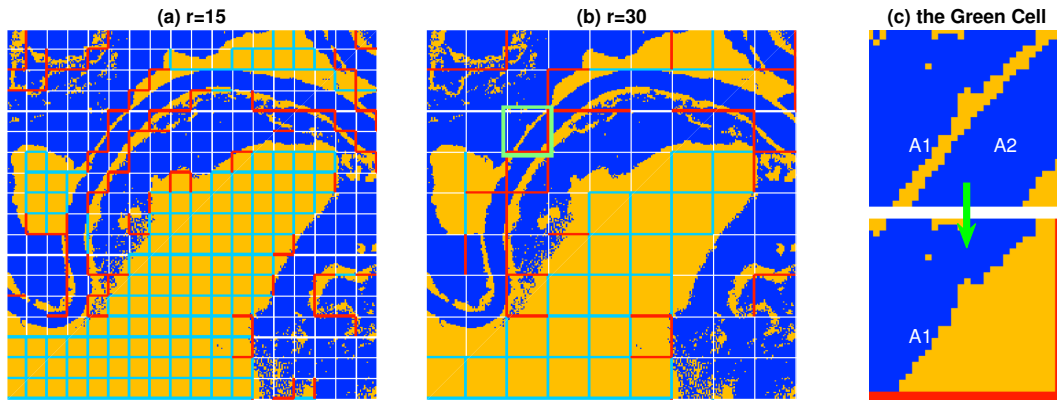 (a) r=15
(b) r=30
(c) the Green Cell
A1 A2
A1